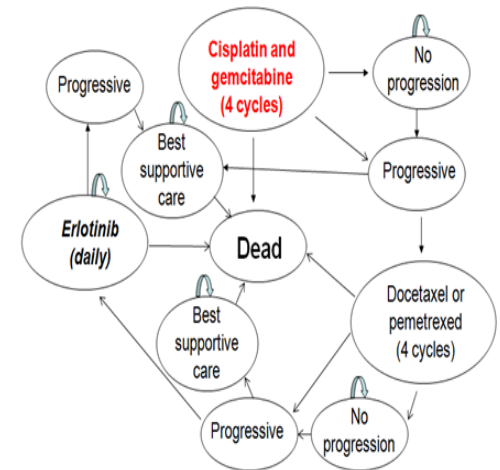 Cisplatin and
gemcitabine
(4 cycles)
No
progression
Progressive
Best
supportive
care
Progressive
Erlotinib
(daily)
Dead
Docetaxel or
pemetrexed
(4 cycles)
Best
supportive
care
Progressive
No
progression